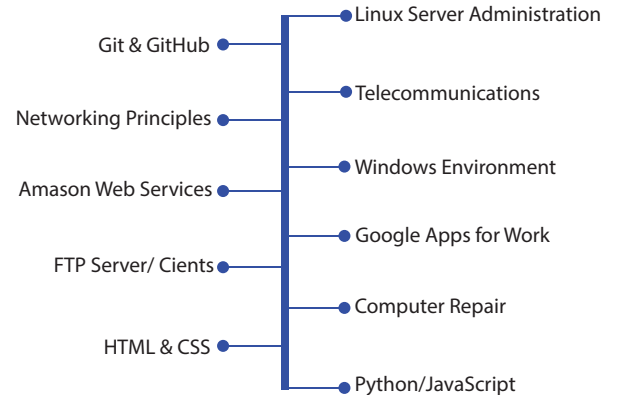 Linux Server Administration
Git & GitHub
Telecommunications
Networking Principles
Windows Environment
Amason Web Services
Google Apps for Work
FTP Server/ Cients
Computer Repair
HTML & CSS
Python/JavaScript